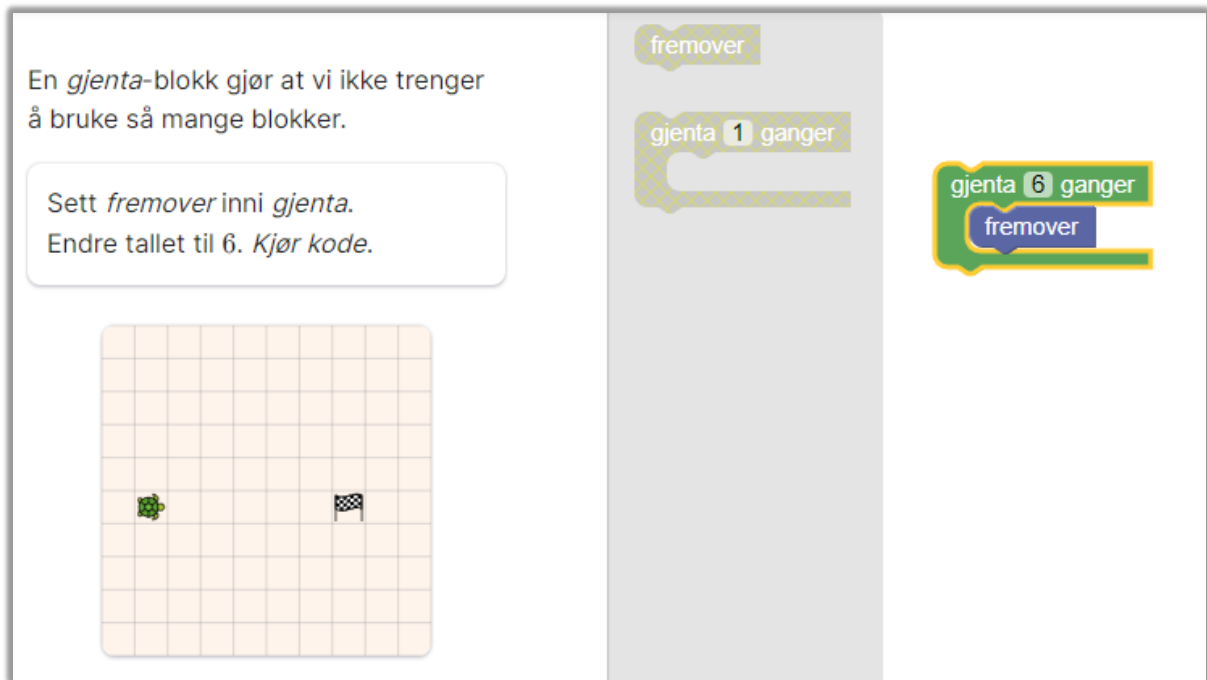 En gjenta-blokk gjør at vi ikke trenger
å bruke så mange blokker.
Sett fremover inni gjenta.
Endre tallet til 6. Kjør kode.
fremover
gjenta 1 ganger
gjenta 6 ganger
fremover